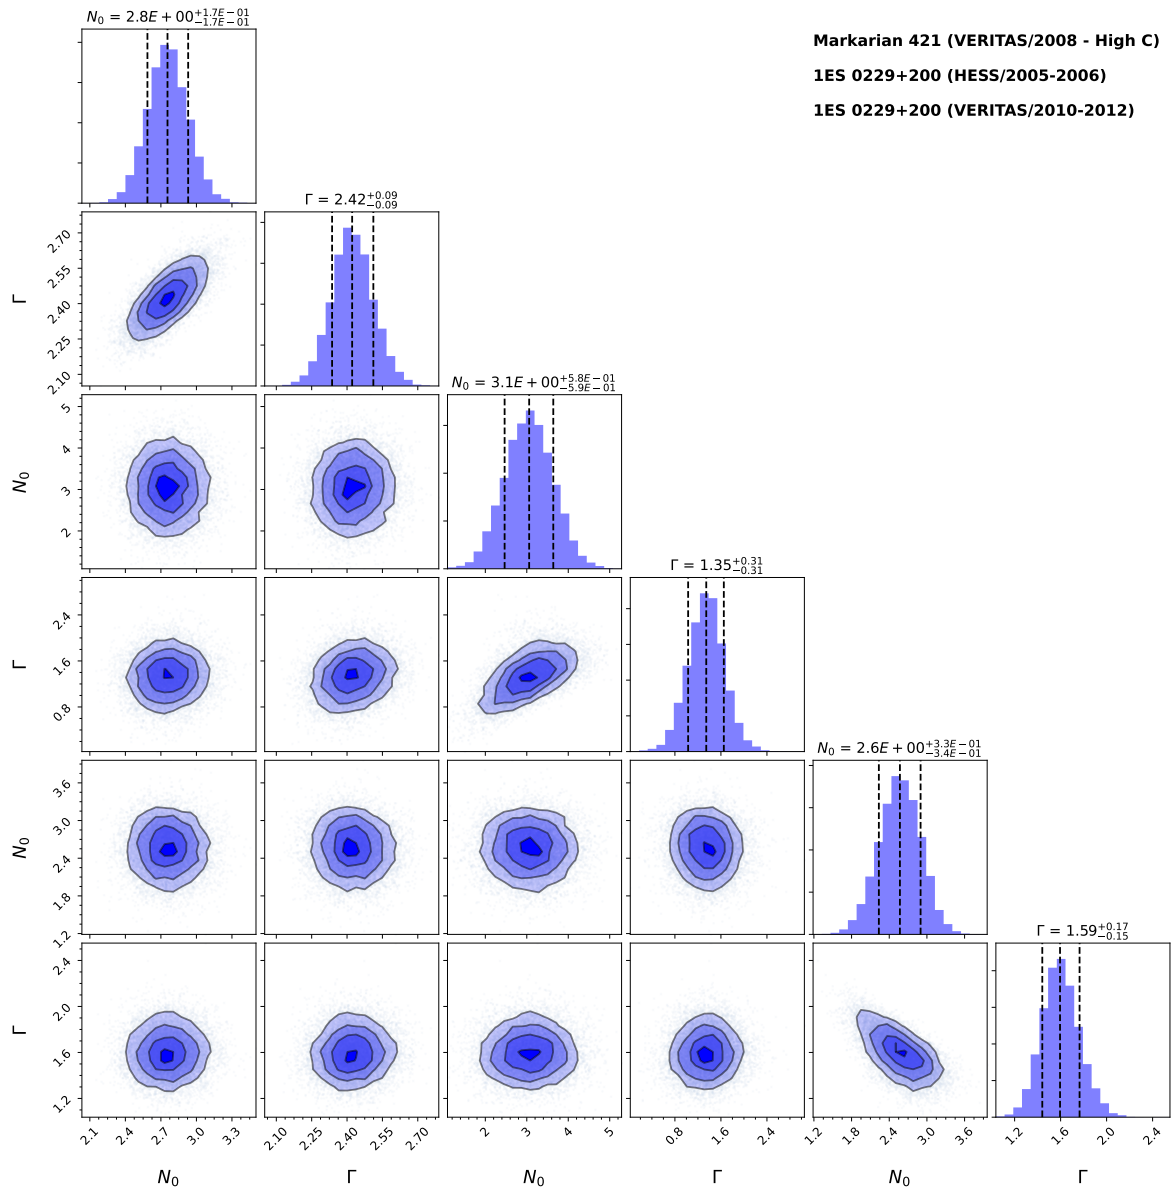 N₀ = 2.8E + 00 +1.7E−01 −1.7E−01
Markarian 421 (VERITAS/2008 - High C)
1ES 0229+200 (HESS/2005-2006)
1ES 0229+200 (VERITAS/2010-2012)
Γ = 2.42 +0.09 −0.09
2.70
2.55
2.40
2.25
2.10
Γ
N₀ = 3.1E + 00 +5.8E−01 −5.9E−01
5
4
3
2
N₀
Γ = 1.35 +0.31 −0.31
2.4
1.6
0.8
Γ
N₀ = 2.6E + 00 +3.3E−01 −3.4E−01
3.6
3.0
2.4
1.8
1.2
N₀
Γ = 1.59 +0.17 −0.15
2.4
2.0
1.6
1.2
Γ
2.1 2.4 2.7 3.0 3.3 2.10 2.25 2.40 2.55 2.70 2 3 4 5 0.8 1.6 2.4 1.2 1.8 2.4 3.0 3.6 1.2 1.6 2.0 2.4
N₀ Γ N₀ Γ N₀ Γ